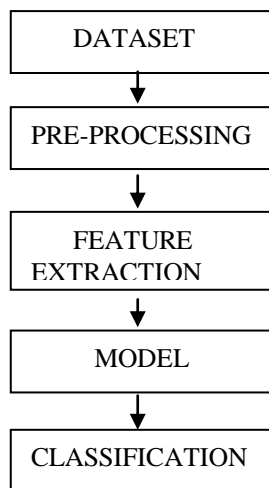 DATASET
PRE-PROCESSING
FEATURE
EXTRACTION
MODEL
CLASSIFICATION